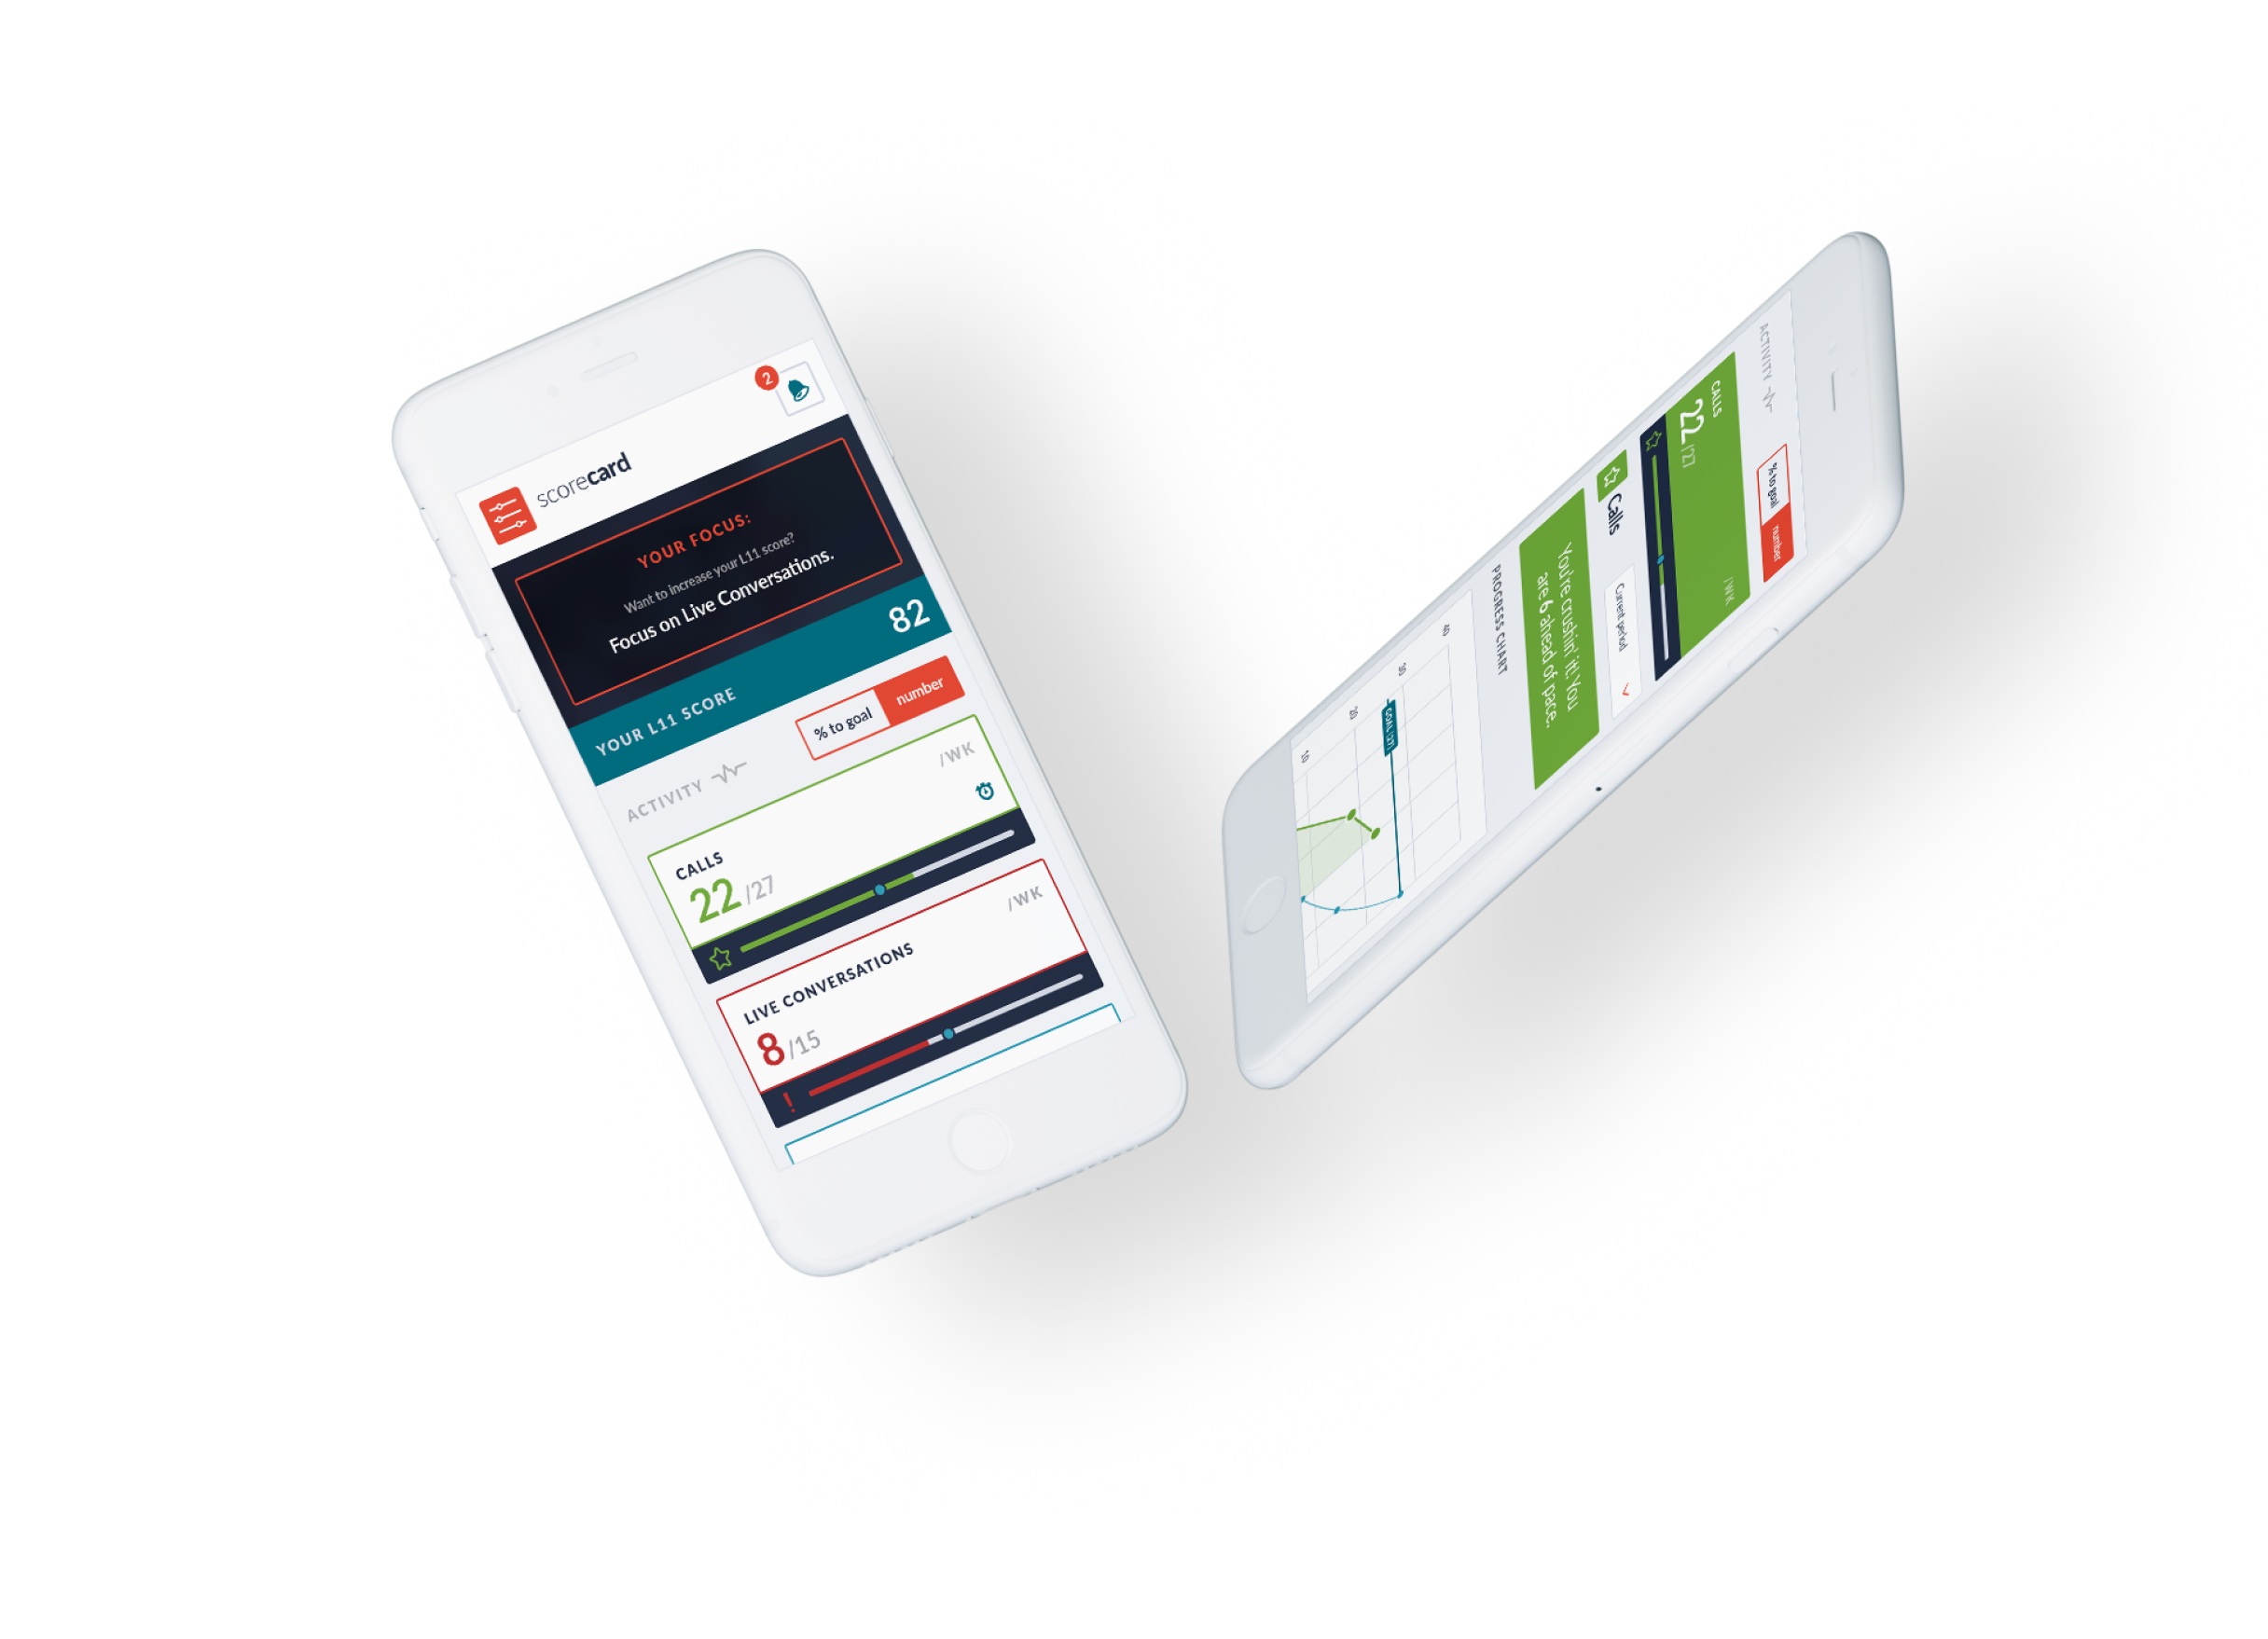 2
scorecard
YOUR FOCUS:
Want to increase your L11 score?
Focus on Live Conversations.
YOUR L11 SCORE
82
ACTIVITY
% to goal
number
CALLS
/WK
22/27
LIVE CONVERSATIONS
/WK
8/15
!
ACTIVITY
% to goal
number
CALLS
22/27
/WK
Calls
Current period
You're crushin' it! You
are 6 ahead of pace.
PROGRESS CHART
40
30
GOAL (27)
20
10